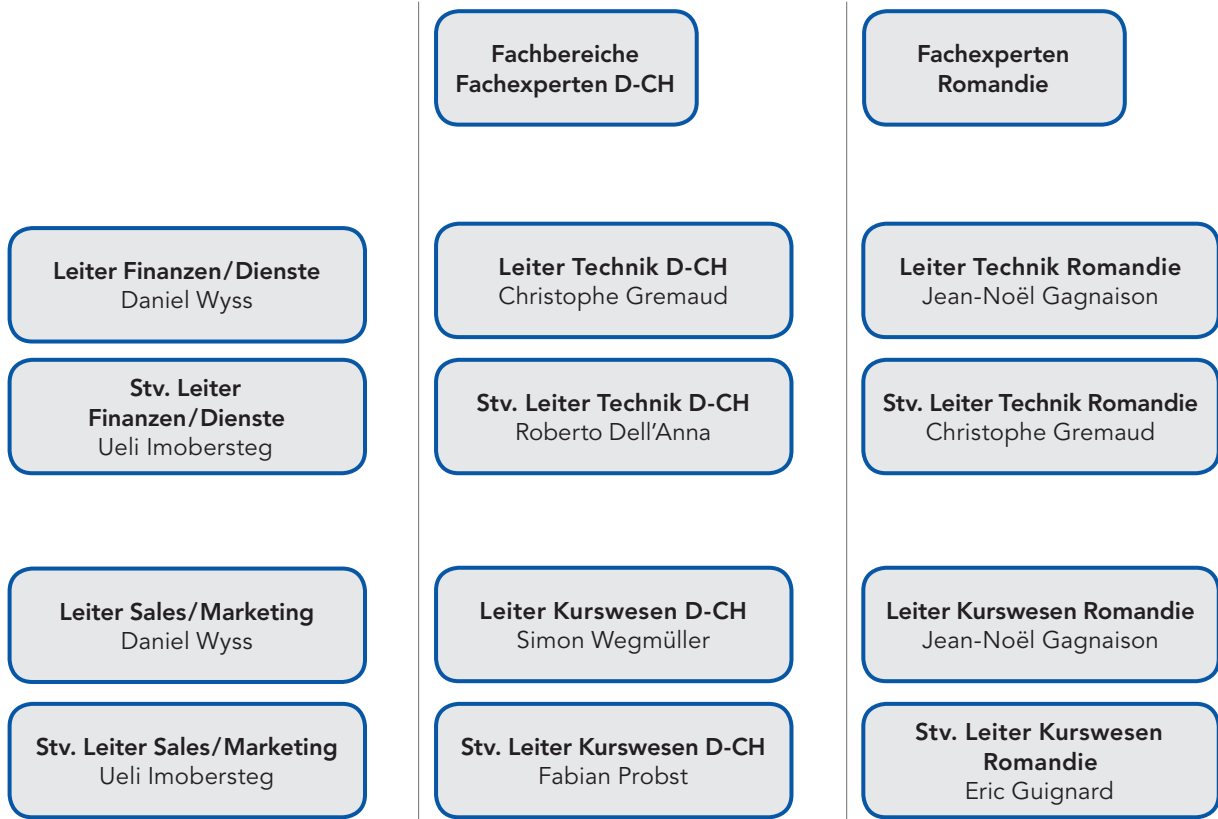 Fachbereiche
Fachexperten D-CH
Fachexperten
Romandie
Leiter Finanzen/Dienste
Daniel Wyss
Leiter Technik D-CH
Christophe Gremaud
Leiter Technik Romandie
Jean-Noël Gagnaison
Stv. Leiter
Finanzen/Dienste
Ueli Imobersteg
Stv. Leiter Technik D-CH
Roberto Dell’Anna
Stv. Leiter Technik Romandie
Christophe Gremaud
Leiter Sales/Marketing
Daniel Wyss
Leiter Kurswesen D-CH
Simon Wegmüller
Leiter Kurswesen Romandie
Jean-Noël Gagnaison
Stv. Leiter Sales/Marketing
Ueli Imobersteg
Stv. Leiter Kurswesen D-CH
Fabian Probst
Stv. Leiter Kurswesen
Romandie
Eric Guignard